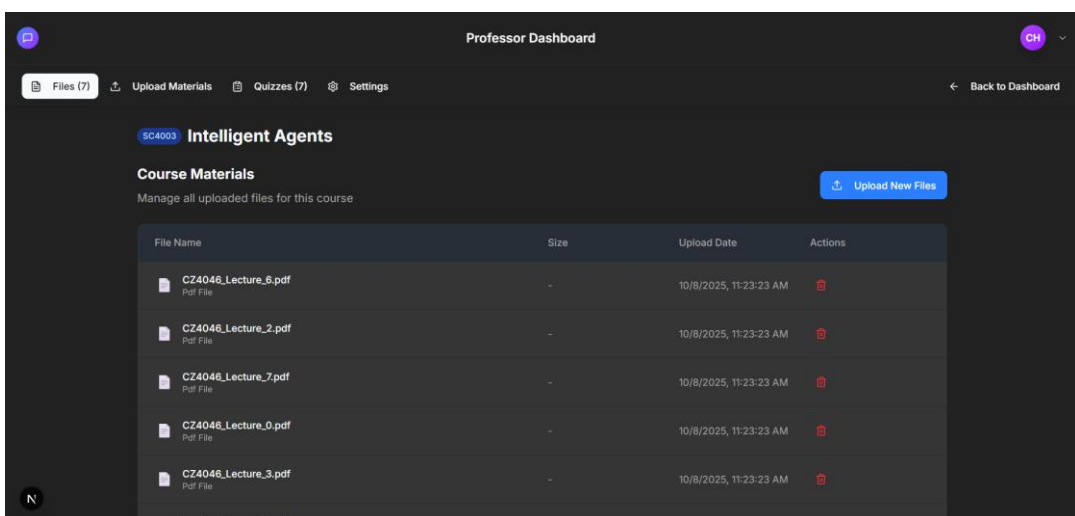 Professor Dashboard
CH
Files (7) Upload Materials Quizzes (7) Settings Back to Dashboard
SC4003 Intelligent Agents
Course Materials
Manage all uploaded files for this course
Upload New Files
File Name Size Upload Date Actions
CZ4046_Lecture_6.pdf - 10/8/2025, 11:23:23 AM
Pdf File
CZ4046_Lecture_2.pdf - 10/8/2025, 11:23:23 AM
Pdf File
CZ4046_Lecture_7.pdf - 10/8/2025, 11:23:23 AM
Pdf File
CZ4046_Lecture_0.pdf - 10/8/2025, 11:23:23 AM
Pdf File
CZ4046_Lecture_3.pdf - 10/8/2025, 11:23:23 AM
Pdf File
N